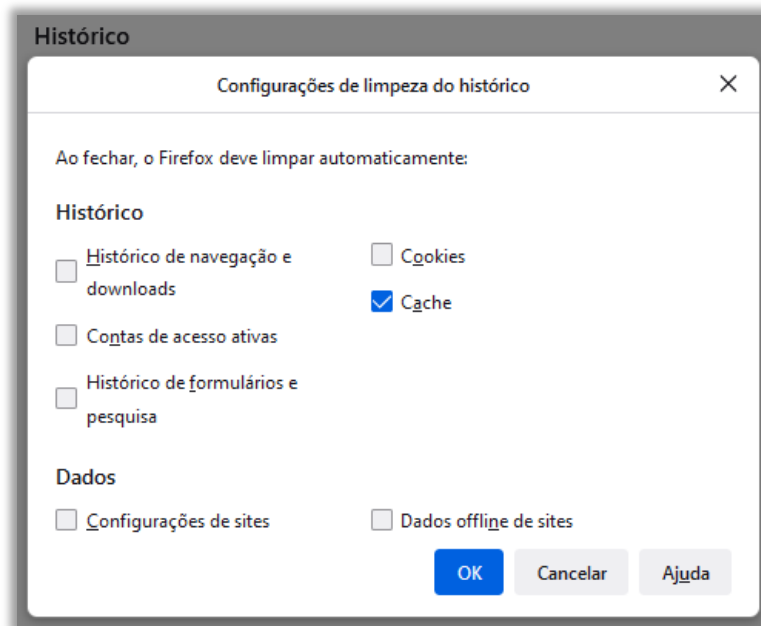 Histórico
Configurações de limpeza do histórico
Ao fechar, o Firefox deve limpar automaticamente:
Histórico
Histórico de navegação e
downloads
Cookies
Cache
Contas de acesso ativas
Histórico de formulários e
pesquisa
Dados
Configurações de sites
Dados offline de sites
OK
Cancelar
Ajuda